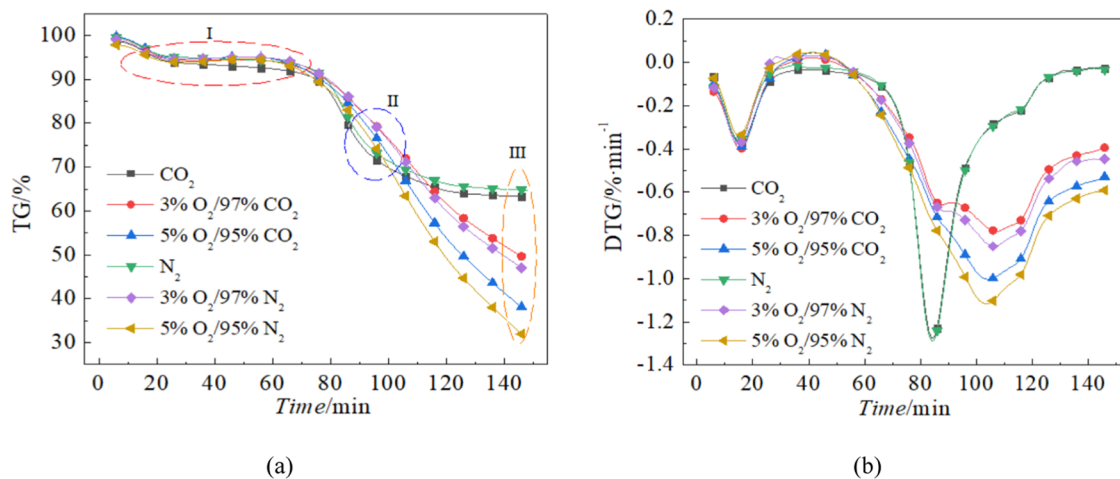 100
90
80
70
60
50
40
30
TG/%
I
II
III
CO₂
3% O₂/97% CO₂
5% O₂/95% CO₂
N₂
3% O₂/97% N₂
5% O₂/95% N₂
0 20 40 60 80 100 120 140 160
Time/min
(a)
0.2
0.0
-0.2
-0.4
-0.6
-0.8
-1.0
-1.2
-1.4
DTG/%·min⁻¹
CO₂
3% O₂/97% CO₂
5% O₂/95% CO₂
N₂
3% O₂/97% N₂
5% O₂/95% N₂
0 20 40 60 80 100 120 140
Time/min
(b)